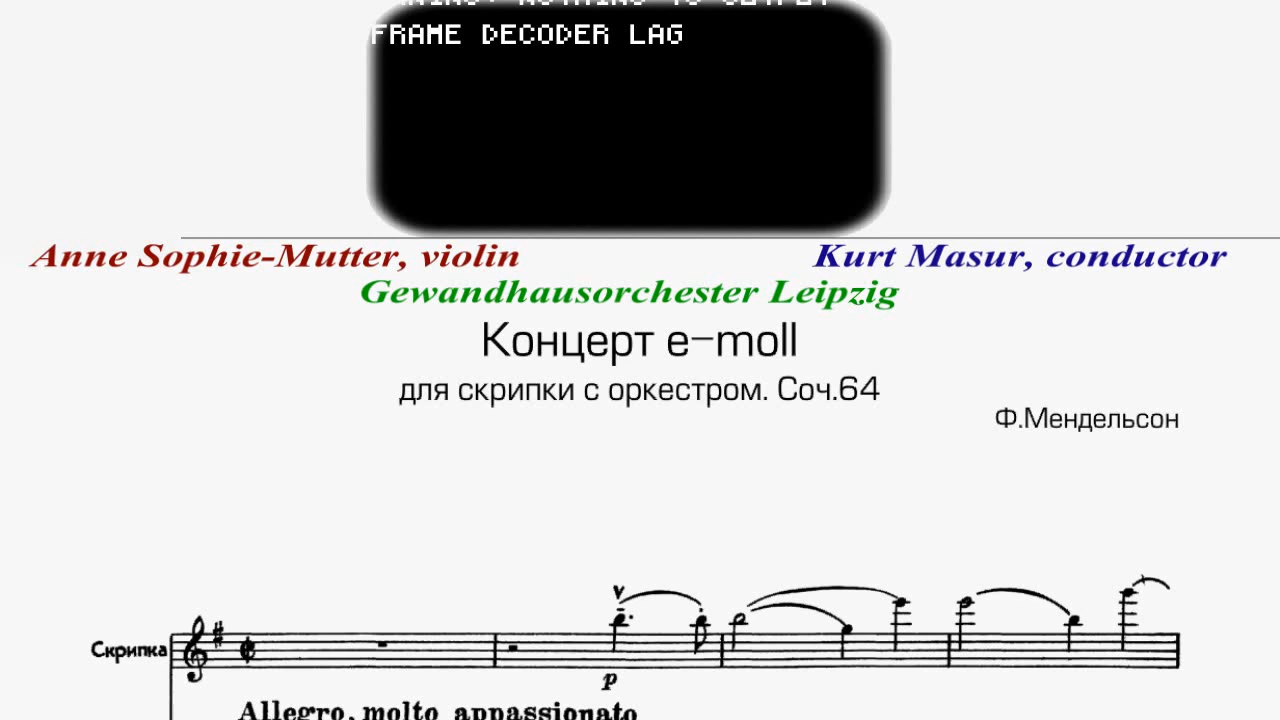 FRAME DECODER LAG
Anne Sophie-Mutter, violin
Kurt Masur, conductor
Gewandhausorchester Leipzig
Концерт e-moll
для скрипки с оркестром. Соч.64
Ф.Мендельсон
Скрипка
p
Allegro, molto appassionato